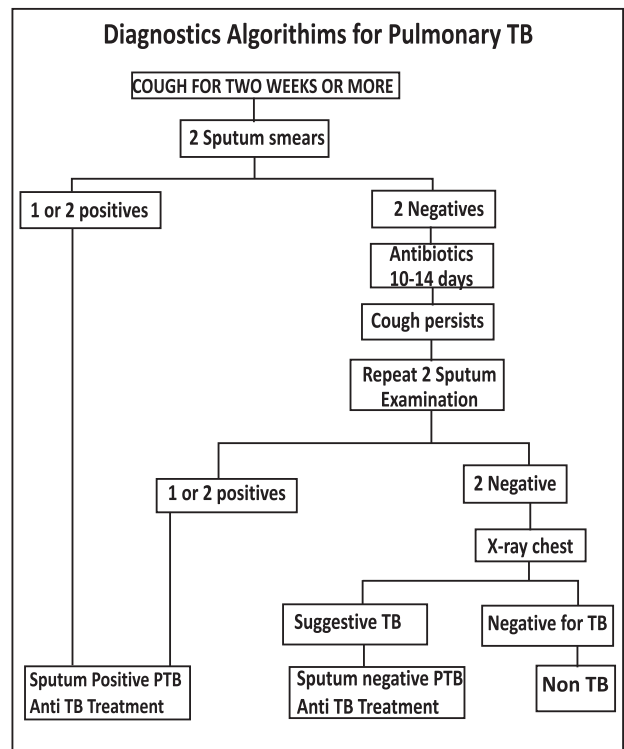 Diagnostics Algorithims for Pulmonary TB
COUGH FOR TWO WEEKS OR MORE
2 Sputum smears
1 or 2 positives
2 Negatives
Antibiotics
10-14 days
Cough persists
Repeat 2 Sputum
Examination
1 or 2 positives
2 Negative
X-ray chest
Suggestive TB
Negative for TB
Sputum Positive PTB
Anti TB Treatment
Sputum negative PTB
Anti TB Treatment
Non TB